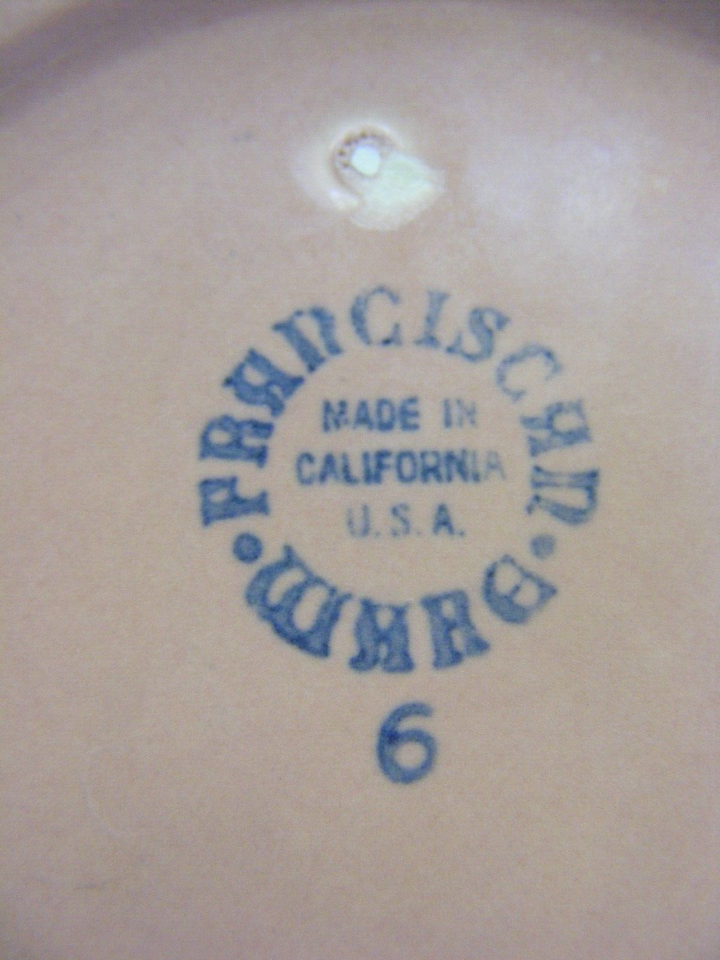 FRANCISCAN
MADE IN
CALIFORNIA
U.S.A.
WARE
6